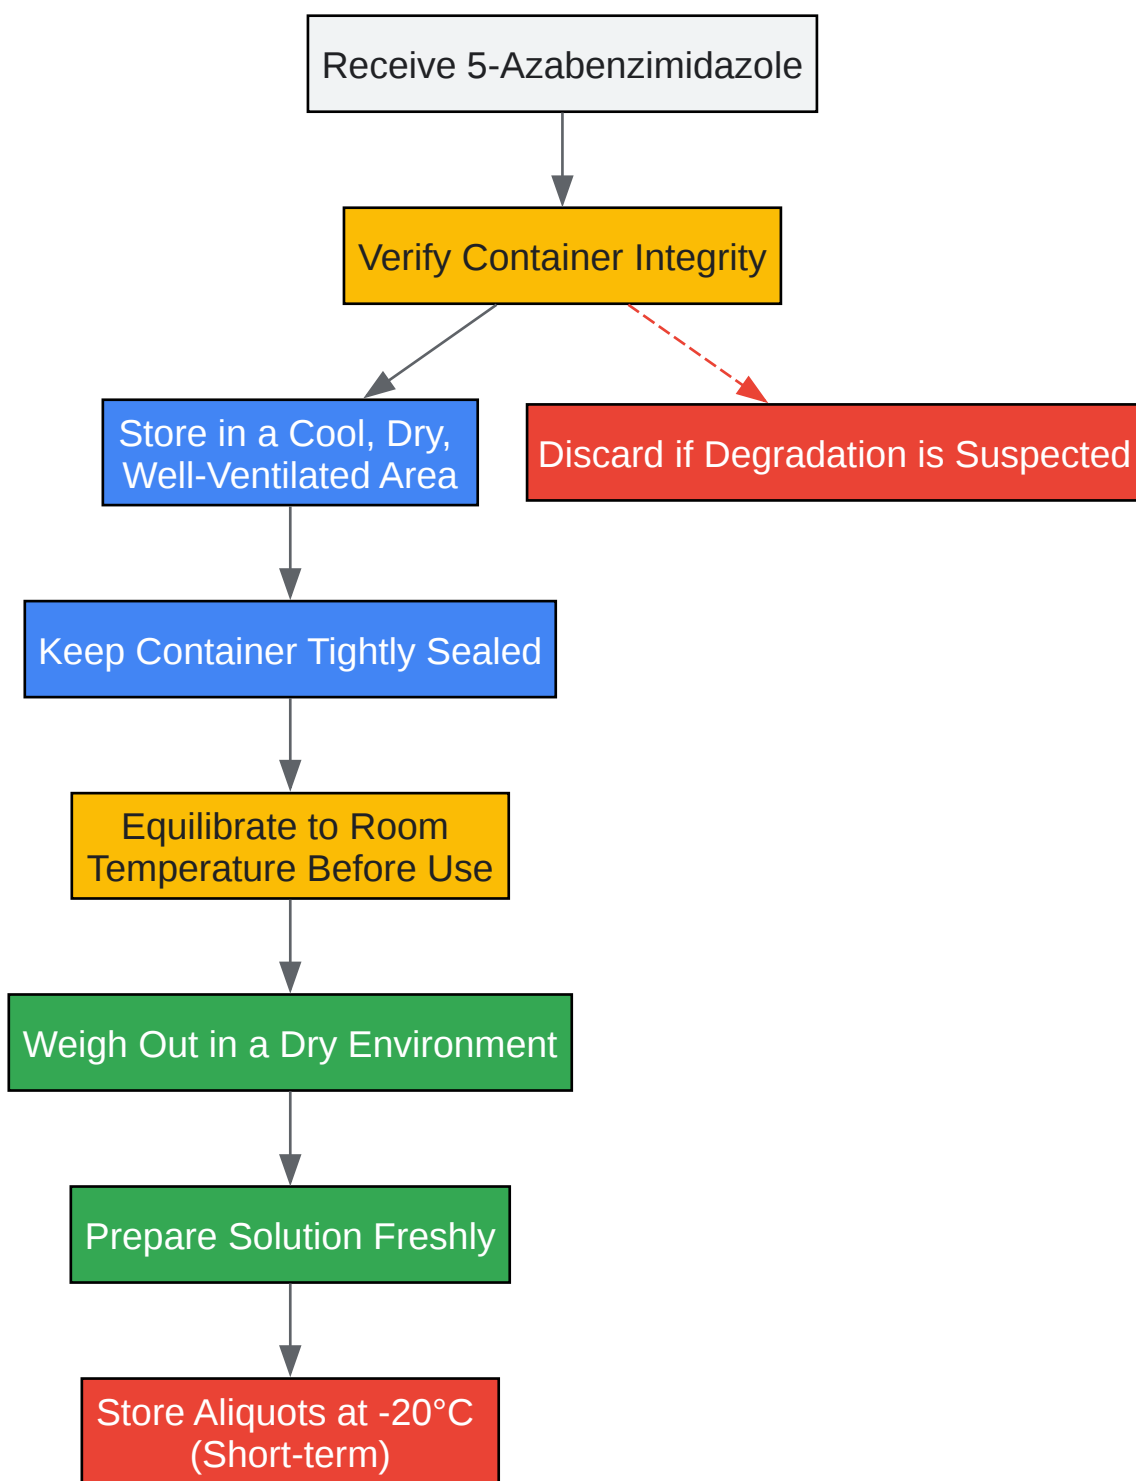 Receive 5-Azabenzimidazole
Verify Container Integrity
Store in a Cool, Dry,
Well-Ventilated Area
Discard if Degradation is Suspected
Keep Container Tightly Sealed
Equilibrate to Room
Temperature Before Use
Weigh Out in a Dry Environment
Prepare Solution Freshly
Store Aliquots at -20°C
(Short-term)